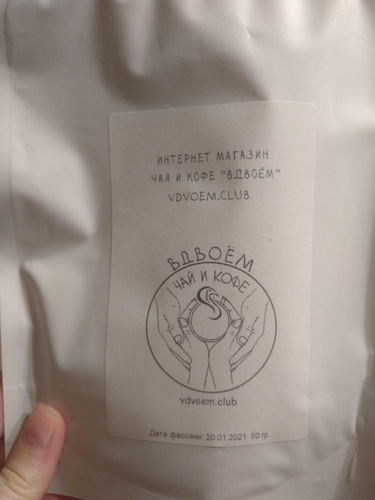 ИНТЕРНЕТ МАГАЗИН
ЧАЯ И КОФЕ "ВДВОЁМ"
VDVOEM.CLUB
ВДВОЁМ
ЧАЙ И КОФЕ
vdvoem.club
Дата фасовки: 20.01.2021 50 гр.